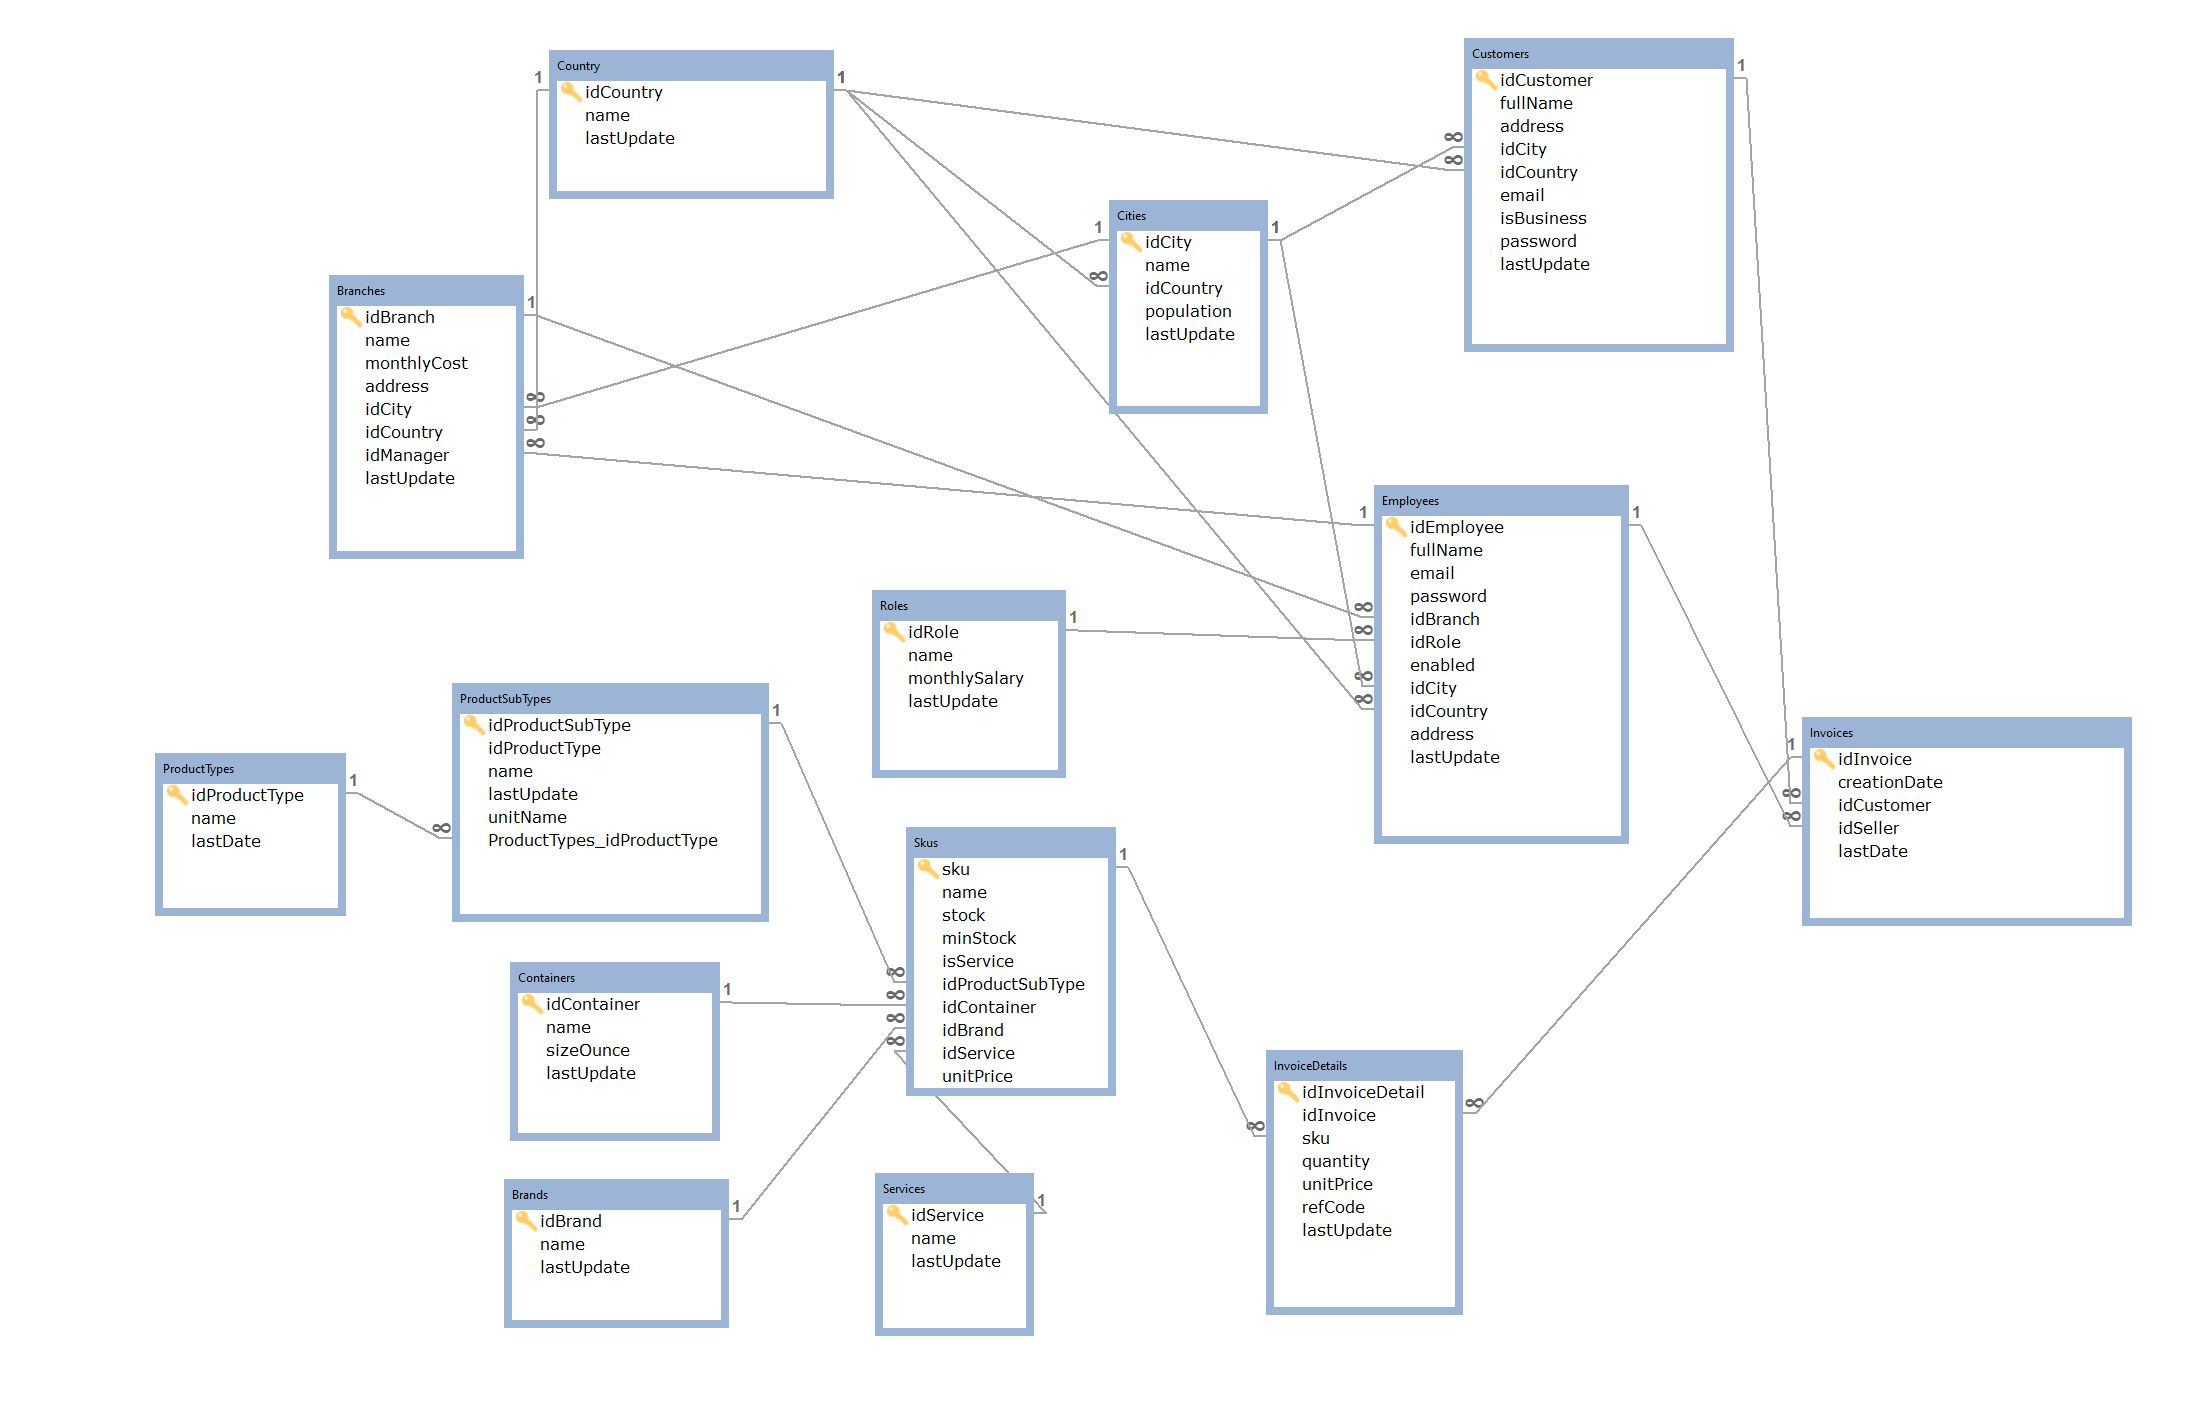 Country
1
1
idCountry
name
lastUpdate
Customers
1
idCustomer
fullName
address
idCity
idCountry
email
isBusiness
password
lastUpdate
∞
∞
Cities
1
1
idCity
name
idCountry
population
lastUpdate
∞
Branches
1
idBranch
name
monthlyCost
address
idCity
idCountry
idManager
lastUpdate
∞
∞
∞
Employees
1
1
idEmployee
fullName
email
password
idBranch
idRole
enabled
idCity
idCountry
address
lastUpdate
∞
∞
∞
∞
Roles
1
idRole
name
monthlySalary
lastUpdate
ProductSubTypes
1
idProductSubType
idProductType
name
lastUpdate
unitName
ProductTypes_idProductType
∞
ProductTypes
1
idProductType
name
lastDate
Invoices
1
idInvoice
creationDate
idCustomer
idSeller
lastDate
∞
∞
Skus
1
sku
name
stock
minStock
isService
idProductSubType
idContainer
idBrand
idService
unitPrice
∞
∞
∞
∞
Containers
1
idContainer
name
sizeOunce
lastUpdate
InvoiceDetails
idInvoiceDetail
idInvoice
sku
quantity
unitPrice
refCode
lastUpdate
∞
∞
Brands
1
idBrand
name
lastUpdate
Services
1
idService
name
lastUpdate